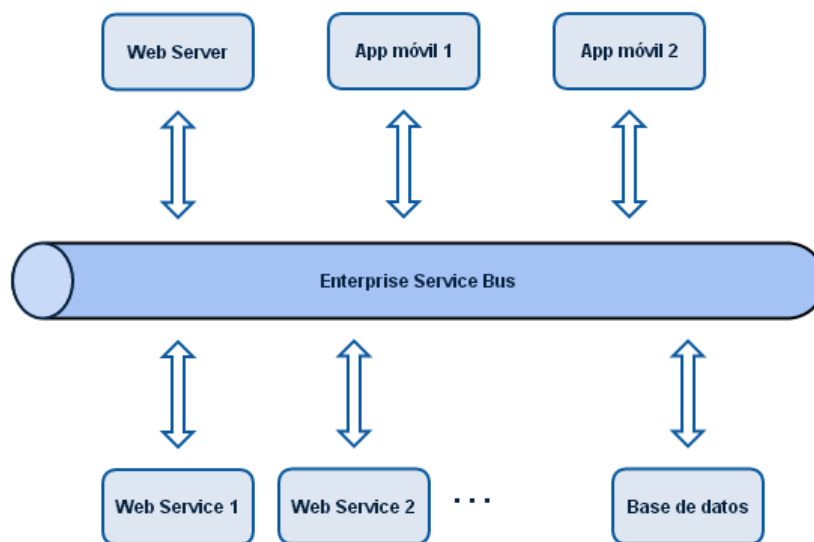 Web Server
App móvil 1
App móvil 2
Enterprise Service Bus
Web Service 1
Web Service 2
...
Base de datos